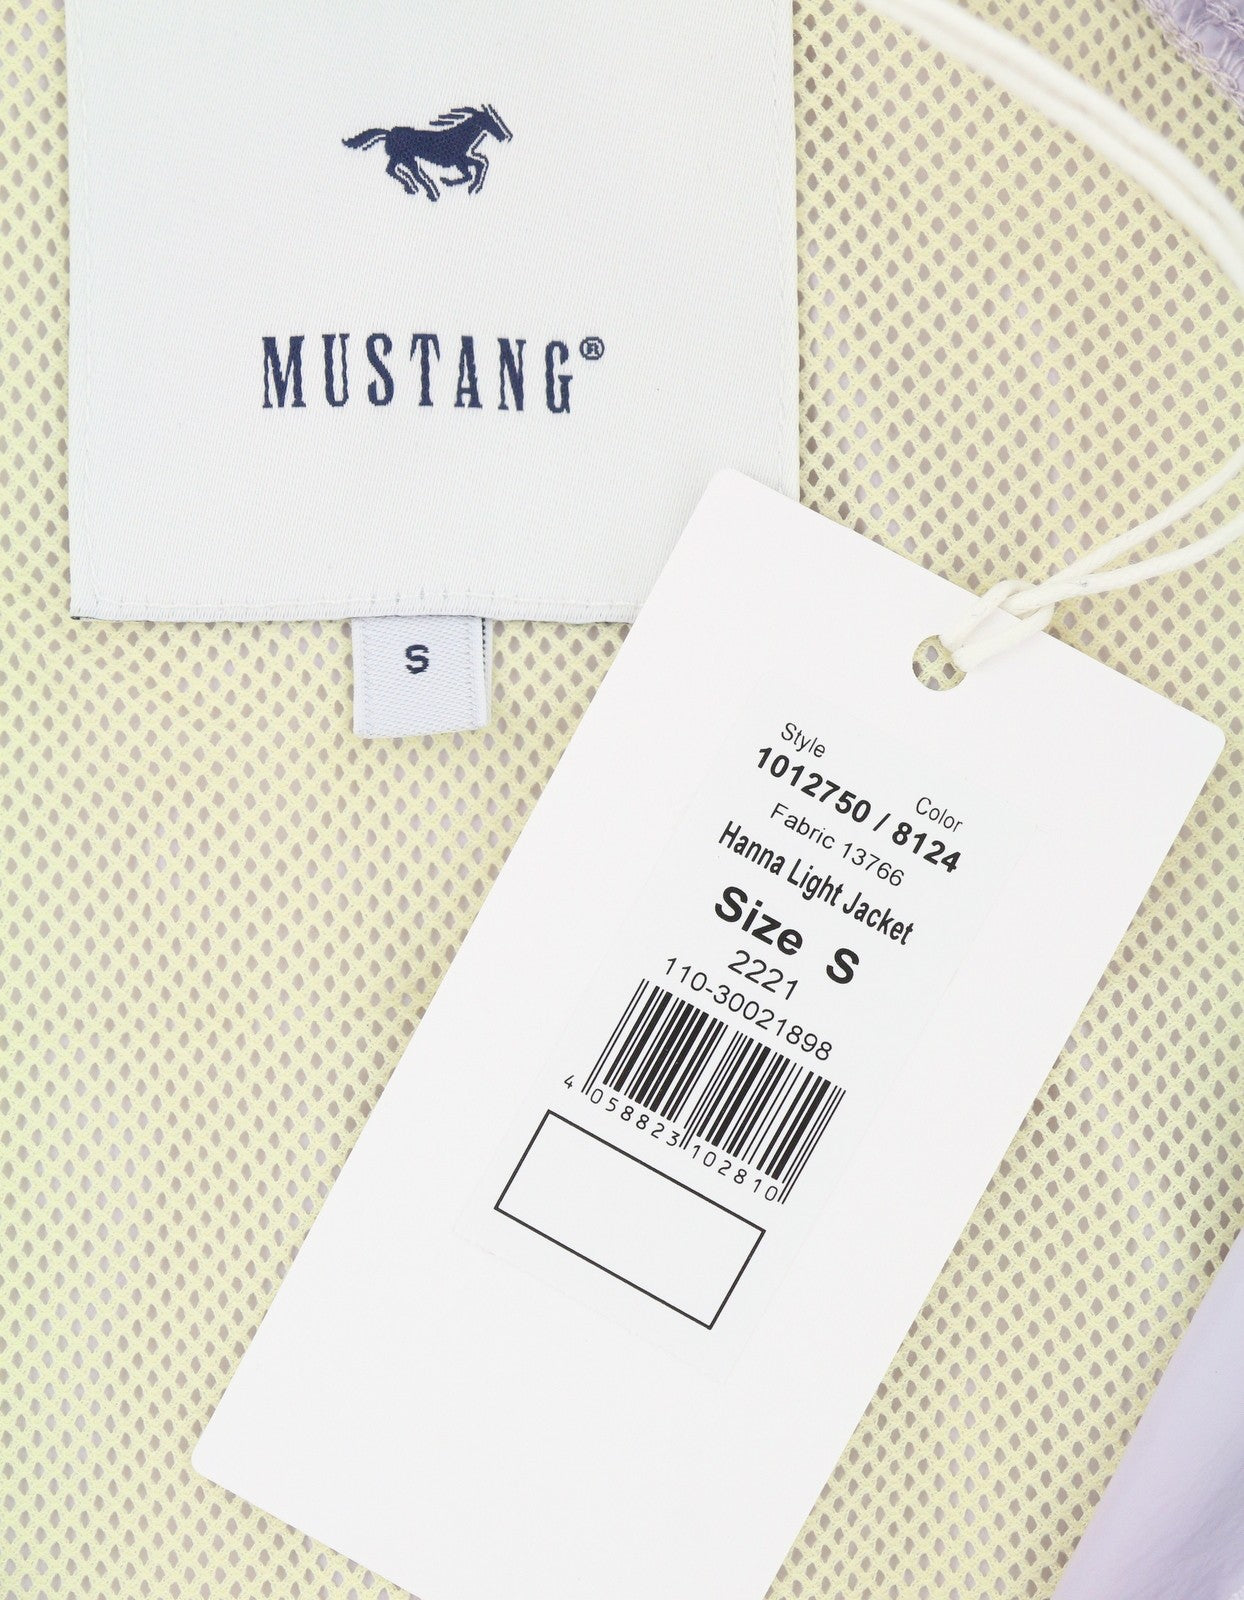 MUSTANG®
S
Style
Color
1012750 / 8124
Fabric 13766
Hanna Light Jacket
Size S
2221
110-30021898
4 058823 102810